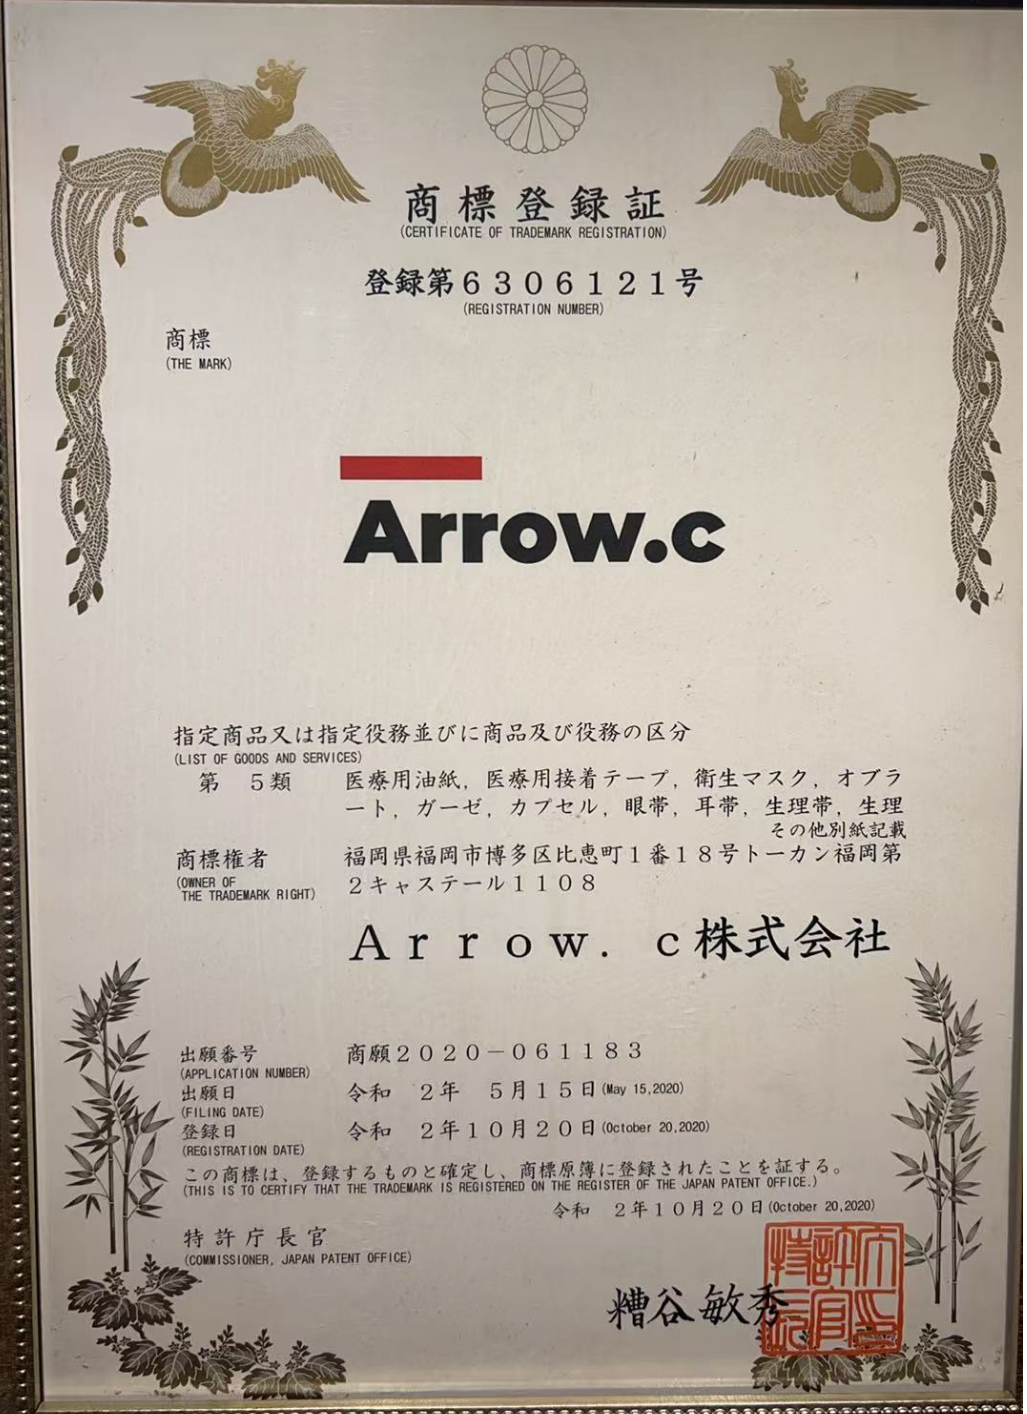 商標登録証
(CERTIFICATE OF TRADEMARK REGISTRATION)
登録第6306121号
(REGISTRATION NUMBER)
商標
(THE MARK)
Arrow.c
指定商品又は指定役務並びに商品及び役務の区分
(LIST OF GOODS AND SERVICES)
第　5類　医療用油紙，医療用接着テープ，衛生マスク，オブラ
ート，ガーゼ，カプセル，眼帯，耳帯，生理帯，生理
その他別紙記載
商標権者　福岡県福岡市博多区比恵町1番18号トーカン福岡第
(OWNER OF
THE TRADEMARK RIGHT)
2キャステール1108
Ａｒｒｏｗ．ｃ株式会社
出願番号　商願2020－061183
(APPLICATION NUMBER)
出願日　令和　2年　5月15日(May 15,2020)
(FILING DATE)
登録日　令和　2年10月20日(October 20,2020)
(REGISTRATION DATE)
この商標は、登録するものと確定し、商標原簿に登録されたことを証する。
(THIS IS TO CERTIFY THAT THE TRADEMARK IS REGISTERED ON THE REGISTER OF THE JAPAN PATENT OFFICE.)
令和　2年10月20日(October 20,2020)
特許庁長官
(COMMISSIONER, JAPAN PATENT OFFICE)
糟谷敏秀